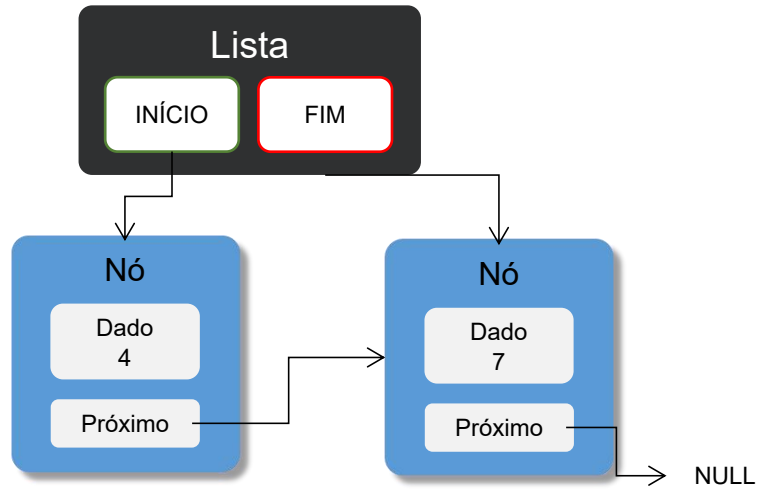 Lista
INÍCIO
FIM
Nó
Dado
4
Próximo
Nó
Dado
7
Próximo
NULL